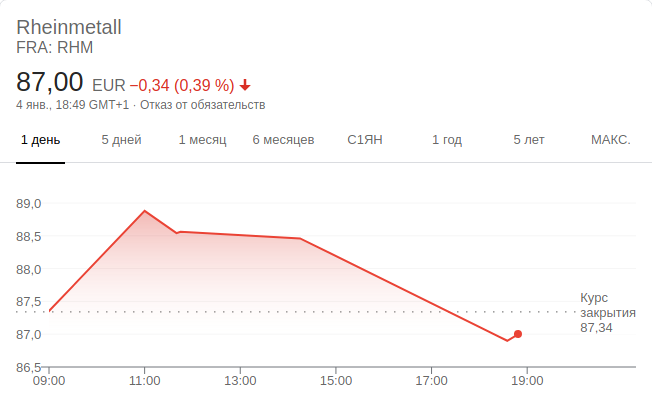 Rheinmetall
FRA: RHM
87,00 EUR −0,34 (0,39 %)
4 янв., 18:49 GMT+1 · Отказ от обязательств
1 день 5 дней 1 месяц 6 месяцев С1ЯН 1 год 5 лет МАКС.
89,0
88,5
88,0
87,5
87,0
86,5
Курс
закрытия
87,34
09:00 11:00 13:00 15:00 17:00 19:00